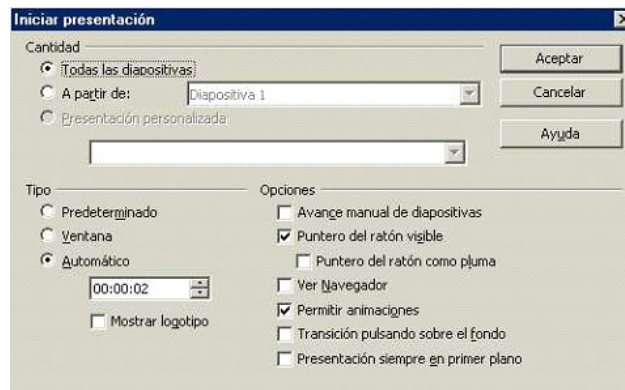 Iniciar presentación
Cantidad
Todas las diapositivas
Aceptar
A partir de:
Diapositiva 1
Cancelar
Presentación personalizada
Ayuda
Tipo
Opciones
Predeterminado
Avance manual de diapositivas
Ventana
Puntero del ratón visible
Automático
Puntero del ratón como pluma
00:00:02
Ver Navegador
Mostrar logotipo
Permitir animaciones
Transición pulsando sobre el fondo
Presentación siempre en primer plano